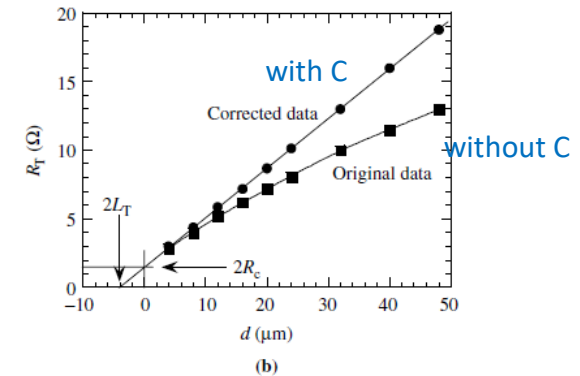 20
with C
15
Corrected data
R_T (Ω)
10
without C
Original data
2L_T
5
2R_c
0
−10 0 10 20 30 40 50
d (μm)
(b)